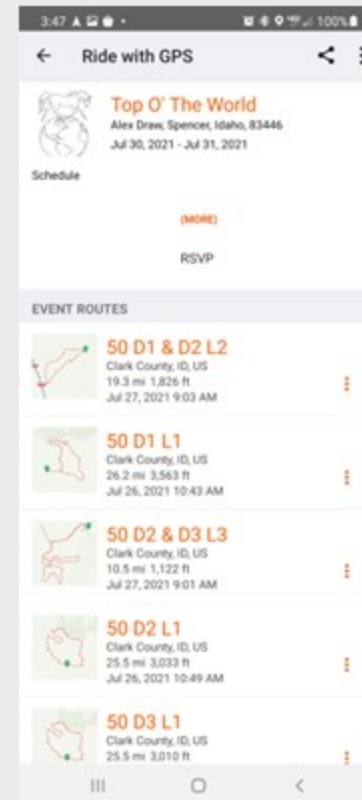 3:47
100%
Ride with GPS
Top O' The World
Alex Draw, Spencer, Idaho, 83446
Jul 30, 2021 - Jul 31, 2021
Schedule
(MORE)
RSVP
EVENT ROUTES
50 D1 & D2 L2
Clark County, ID, US
19.3 mi 1,826 ft
Jul 27, 2021 9:03 AM
50 D1 L1
Clark County, ID, US
26.2 mi 3,563 ft
Jul 26, 2021 10:43 AM
50 D2 & D3 L3
Clark County, ID, US
10.5 mi 1,122 ft
Jul 27, 2021 9:01 AM
50 D2 L1
Clark County, ID, US
25.5 mi 3,033 ft
Jul 26, 2021 10:49 AM
50 D3 L1
Clark County, ID, US
25.5 mi 3,010 ft